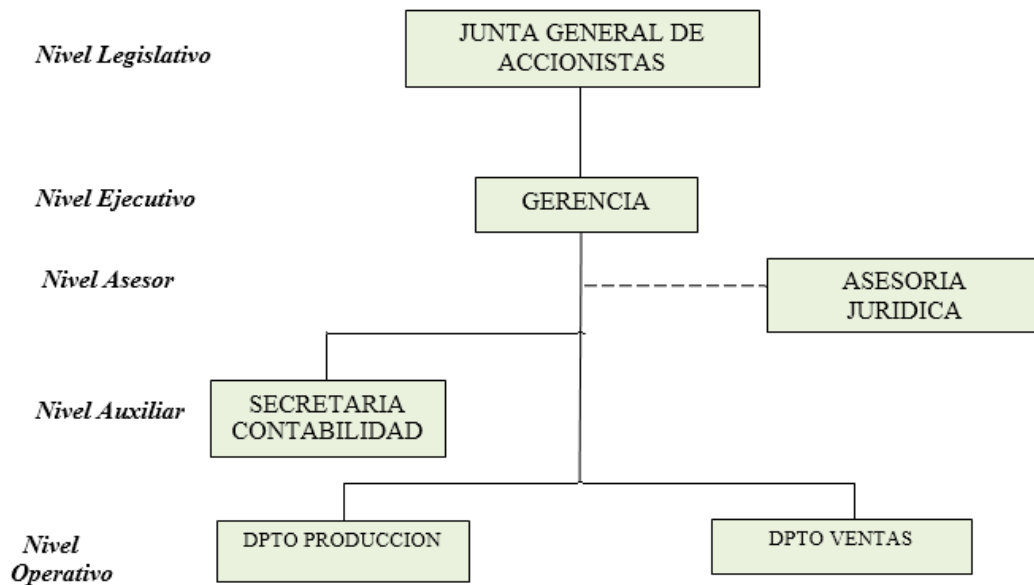 Nivel Legislativo
JUNTA GENERAL DE
ACCIONISTAS
Nivel Ejecutivo
GERENCIA
Nivel Asesor
ASESORIA
JURIDICA
Nivel Auxiliar
SECRETARIA
CONTABILIDAD
Nivel
Operativo
DPTO PRODUCCION
DPTO VENTAS